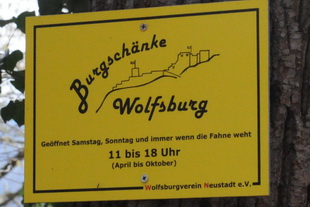 Burgschänke
Wolfsburg
Geöffnet Samstag, Sonntag und immer wenn die Fahne weht
11 bis 18 Uhr
(April bis Oktober)
Wolfsburgverein Neustadt e.V.